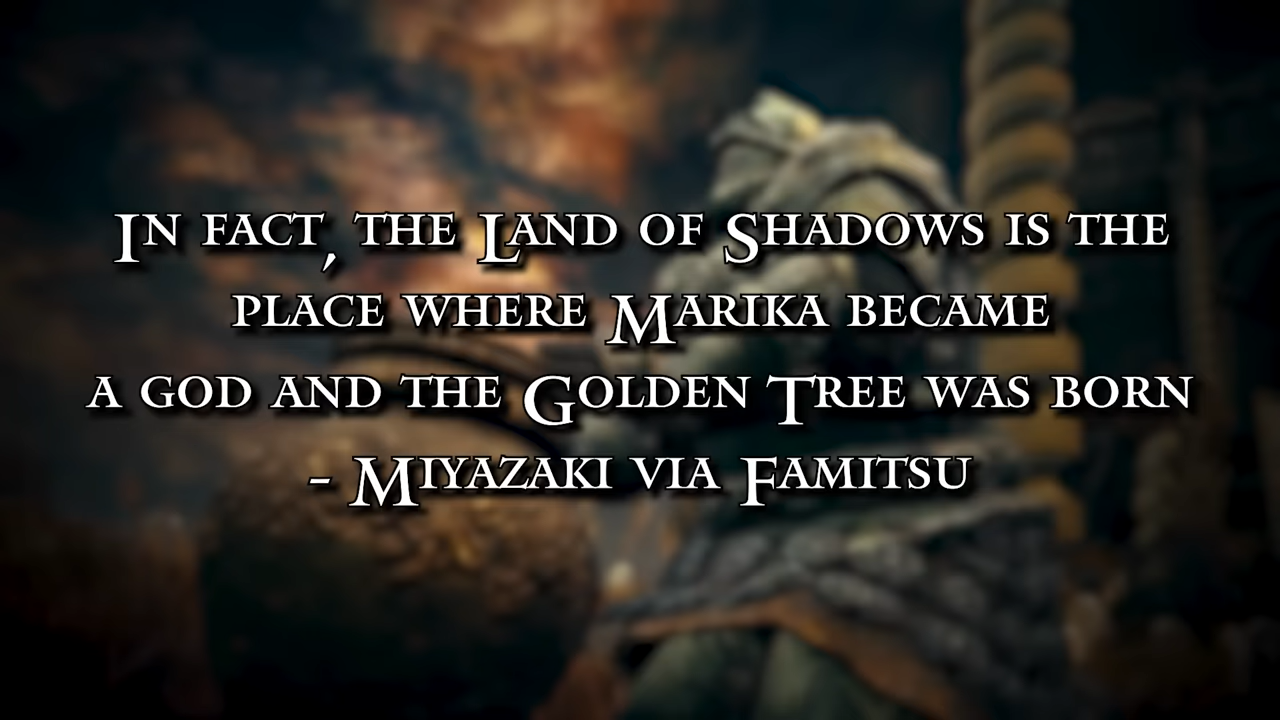 In fact, the Land of Shadows is the
place where Marika became
a god and the Golden Tree was born
- Miyazaki via Famitsu